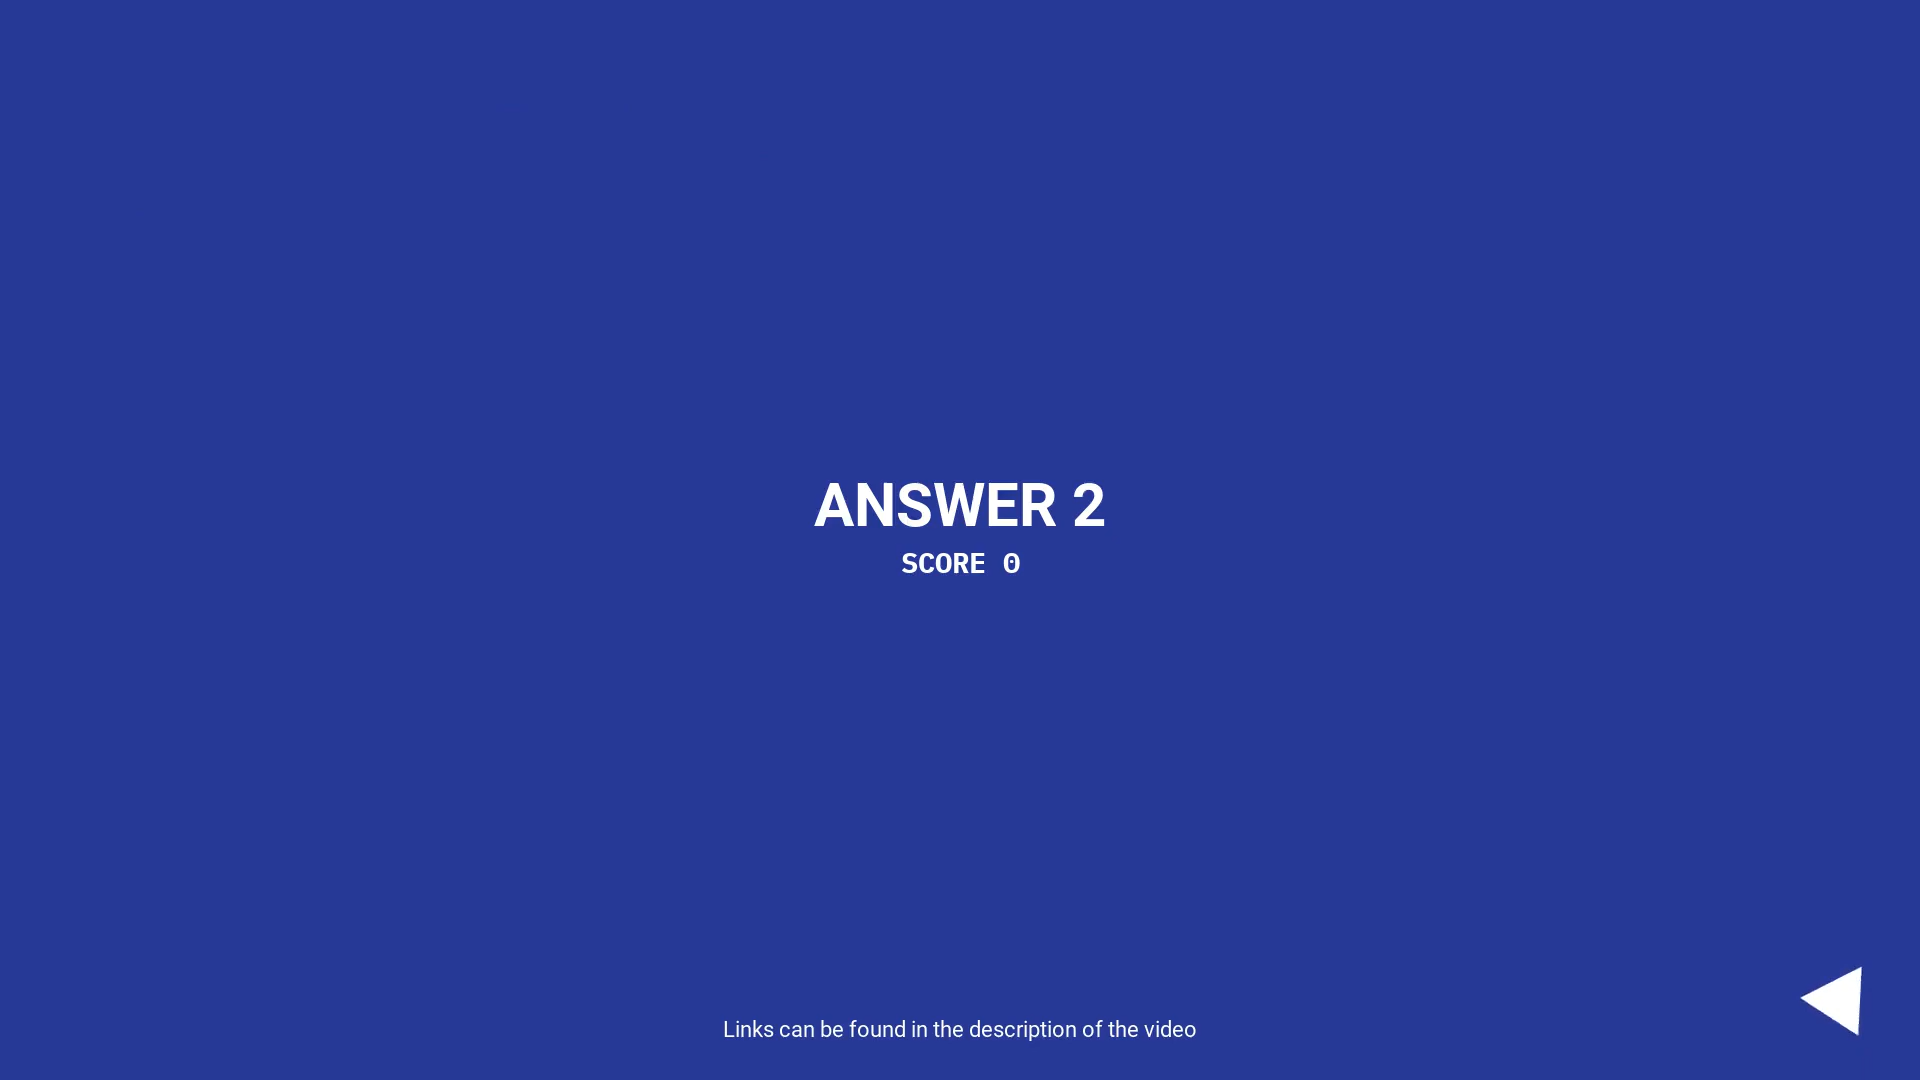 ANSWER 2
SCORE 0
Links can be found in the description of the video